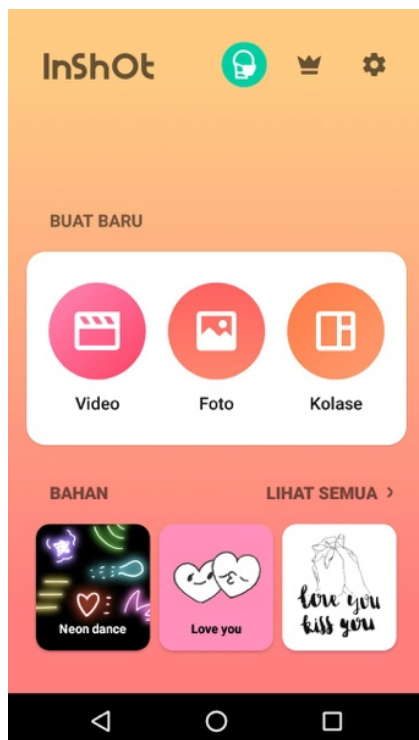 InShOt
BUAT BARU
Video
Foto
Kolase
BAHAN
LIHAT SEMUA >
Neon dance
Love you
love you
kiss you